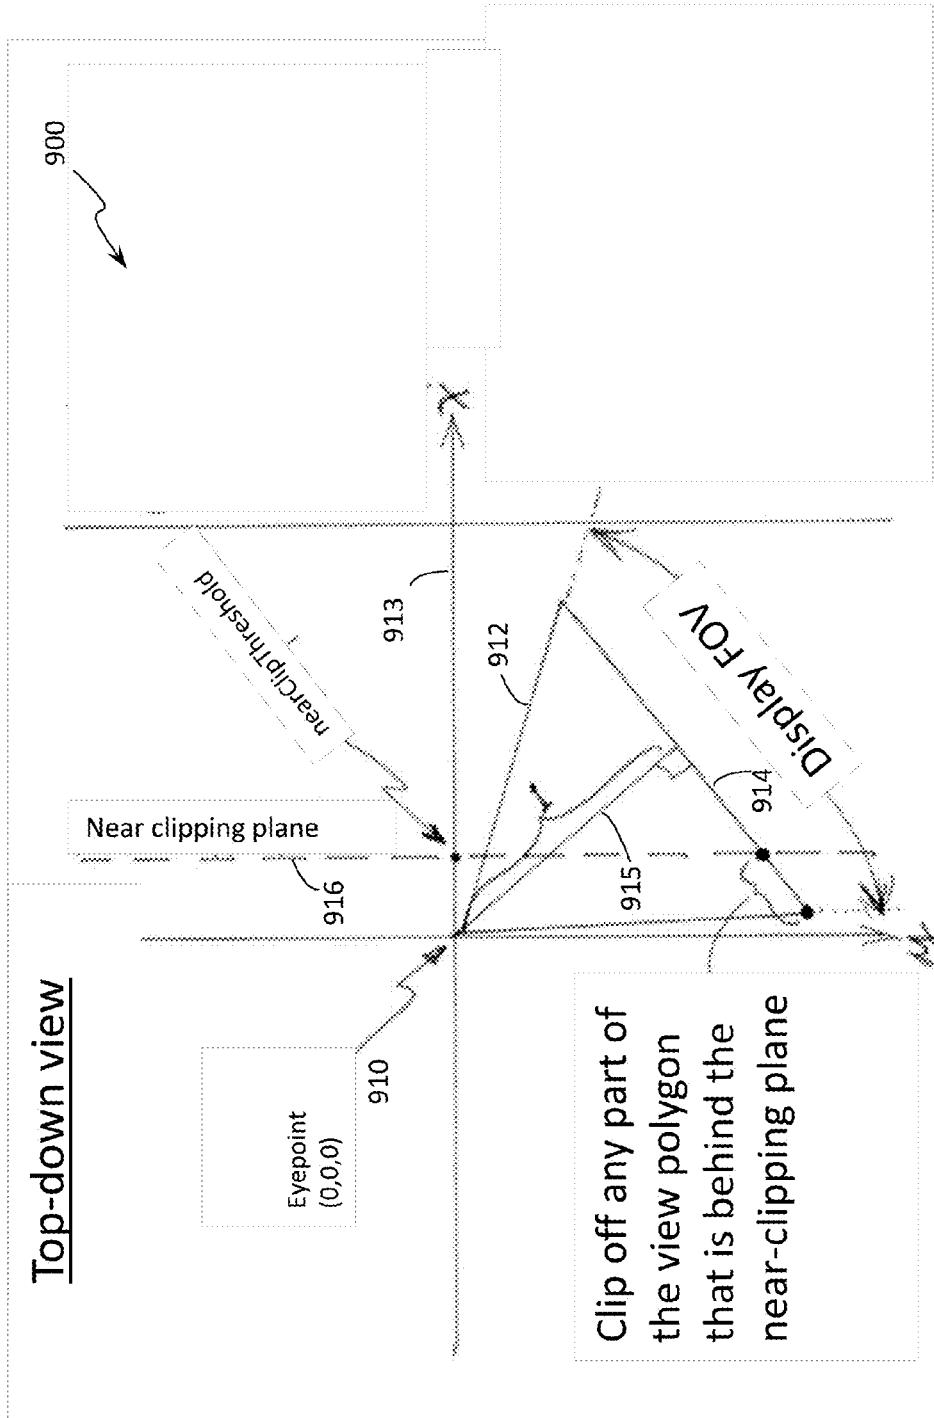 Top-down view
900
Near clipping plane
916
nearClipThreshold
913
X
912
1
Eyepoint
(0,0,0)
910
915
914
Display FOV
Clip off any part of
the view polygon
that is behind the
near-clipping plane